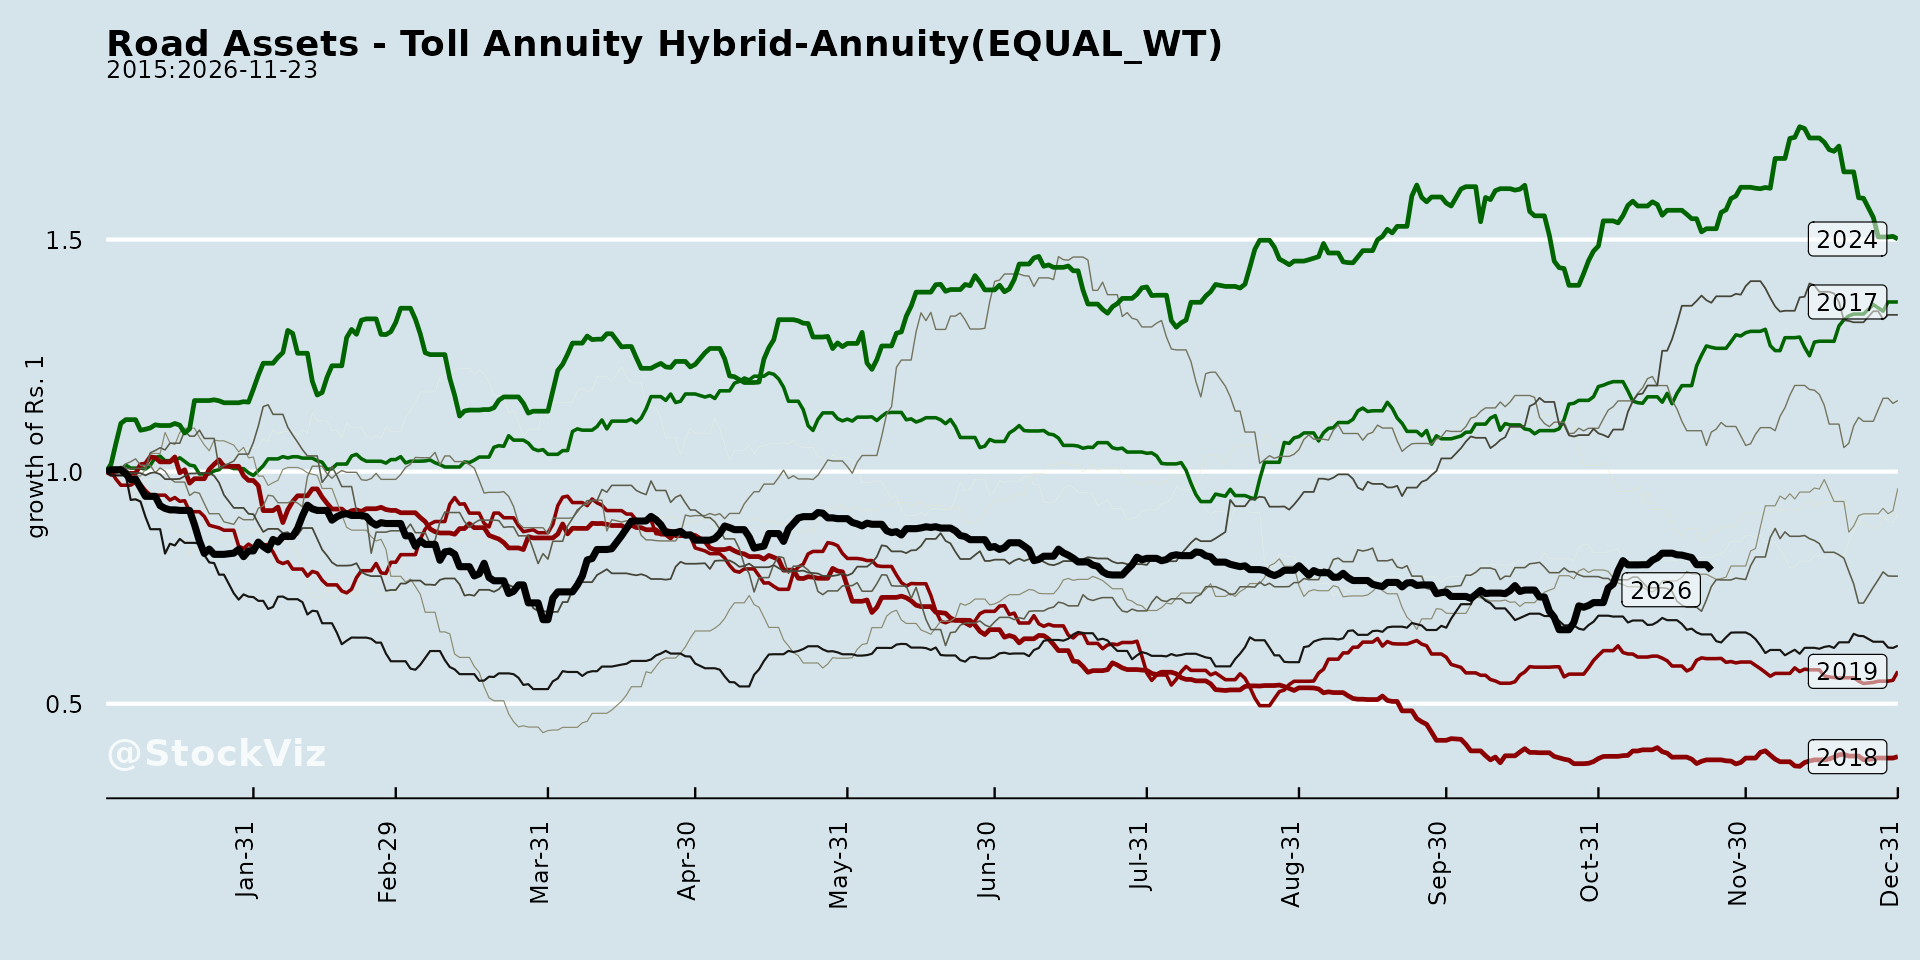 Road Assets - Toll Annuity Hybrid-Annuity(EQUAL_WT)
2015:2026-11-23
growth of Rs. 1
1.5
1.0
0.5
2024
2017
2026
2019
2018
@StockViz
Jan-31
Feb-29
Mar-31
Apr-30
May-31
Jun-30
Jul-31
Aug-31
Sep-30
Oct-31
Nov-30
Dec-31